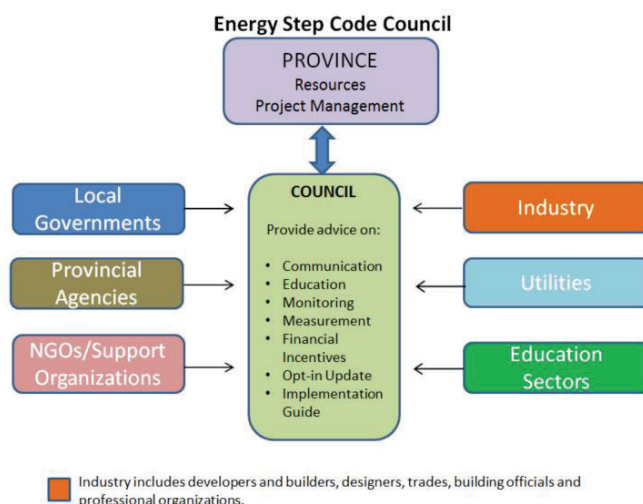 Energy Step Code Council
PROVINCE
Resources
Project Management
Local
Governments
Provincial
Agencies
NGOs/Support
Organizations
COUNCIL
Provide advice on:
• Communication
• Education
• Monitoring
• Measurement
• Financial
Incentives
• Opt-in Update
• Implementation
Guide
Industry
Utilities
Education
Sectors
Industry includes developers and builders, designers, trades, building officials and
professional organizations.